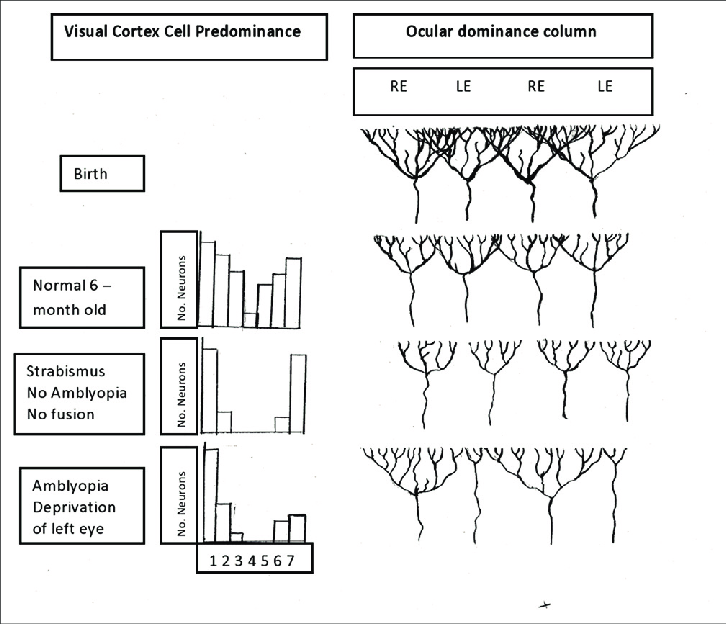 Visual Cortex Cell Predominance
Ocular dominance column
RE LE RE LE
Birth
Normal 6 –
month old
No. Neurons
Strabismus
No Amblyopia
No fusion
No. Neurons
Amblyopia
Deprivation
of left eye
No. Neurons
1 2 3 4 5 6 7